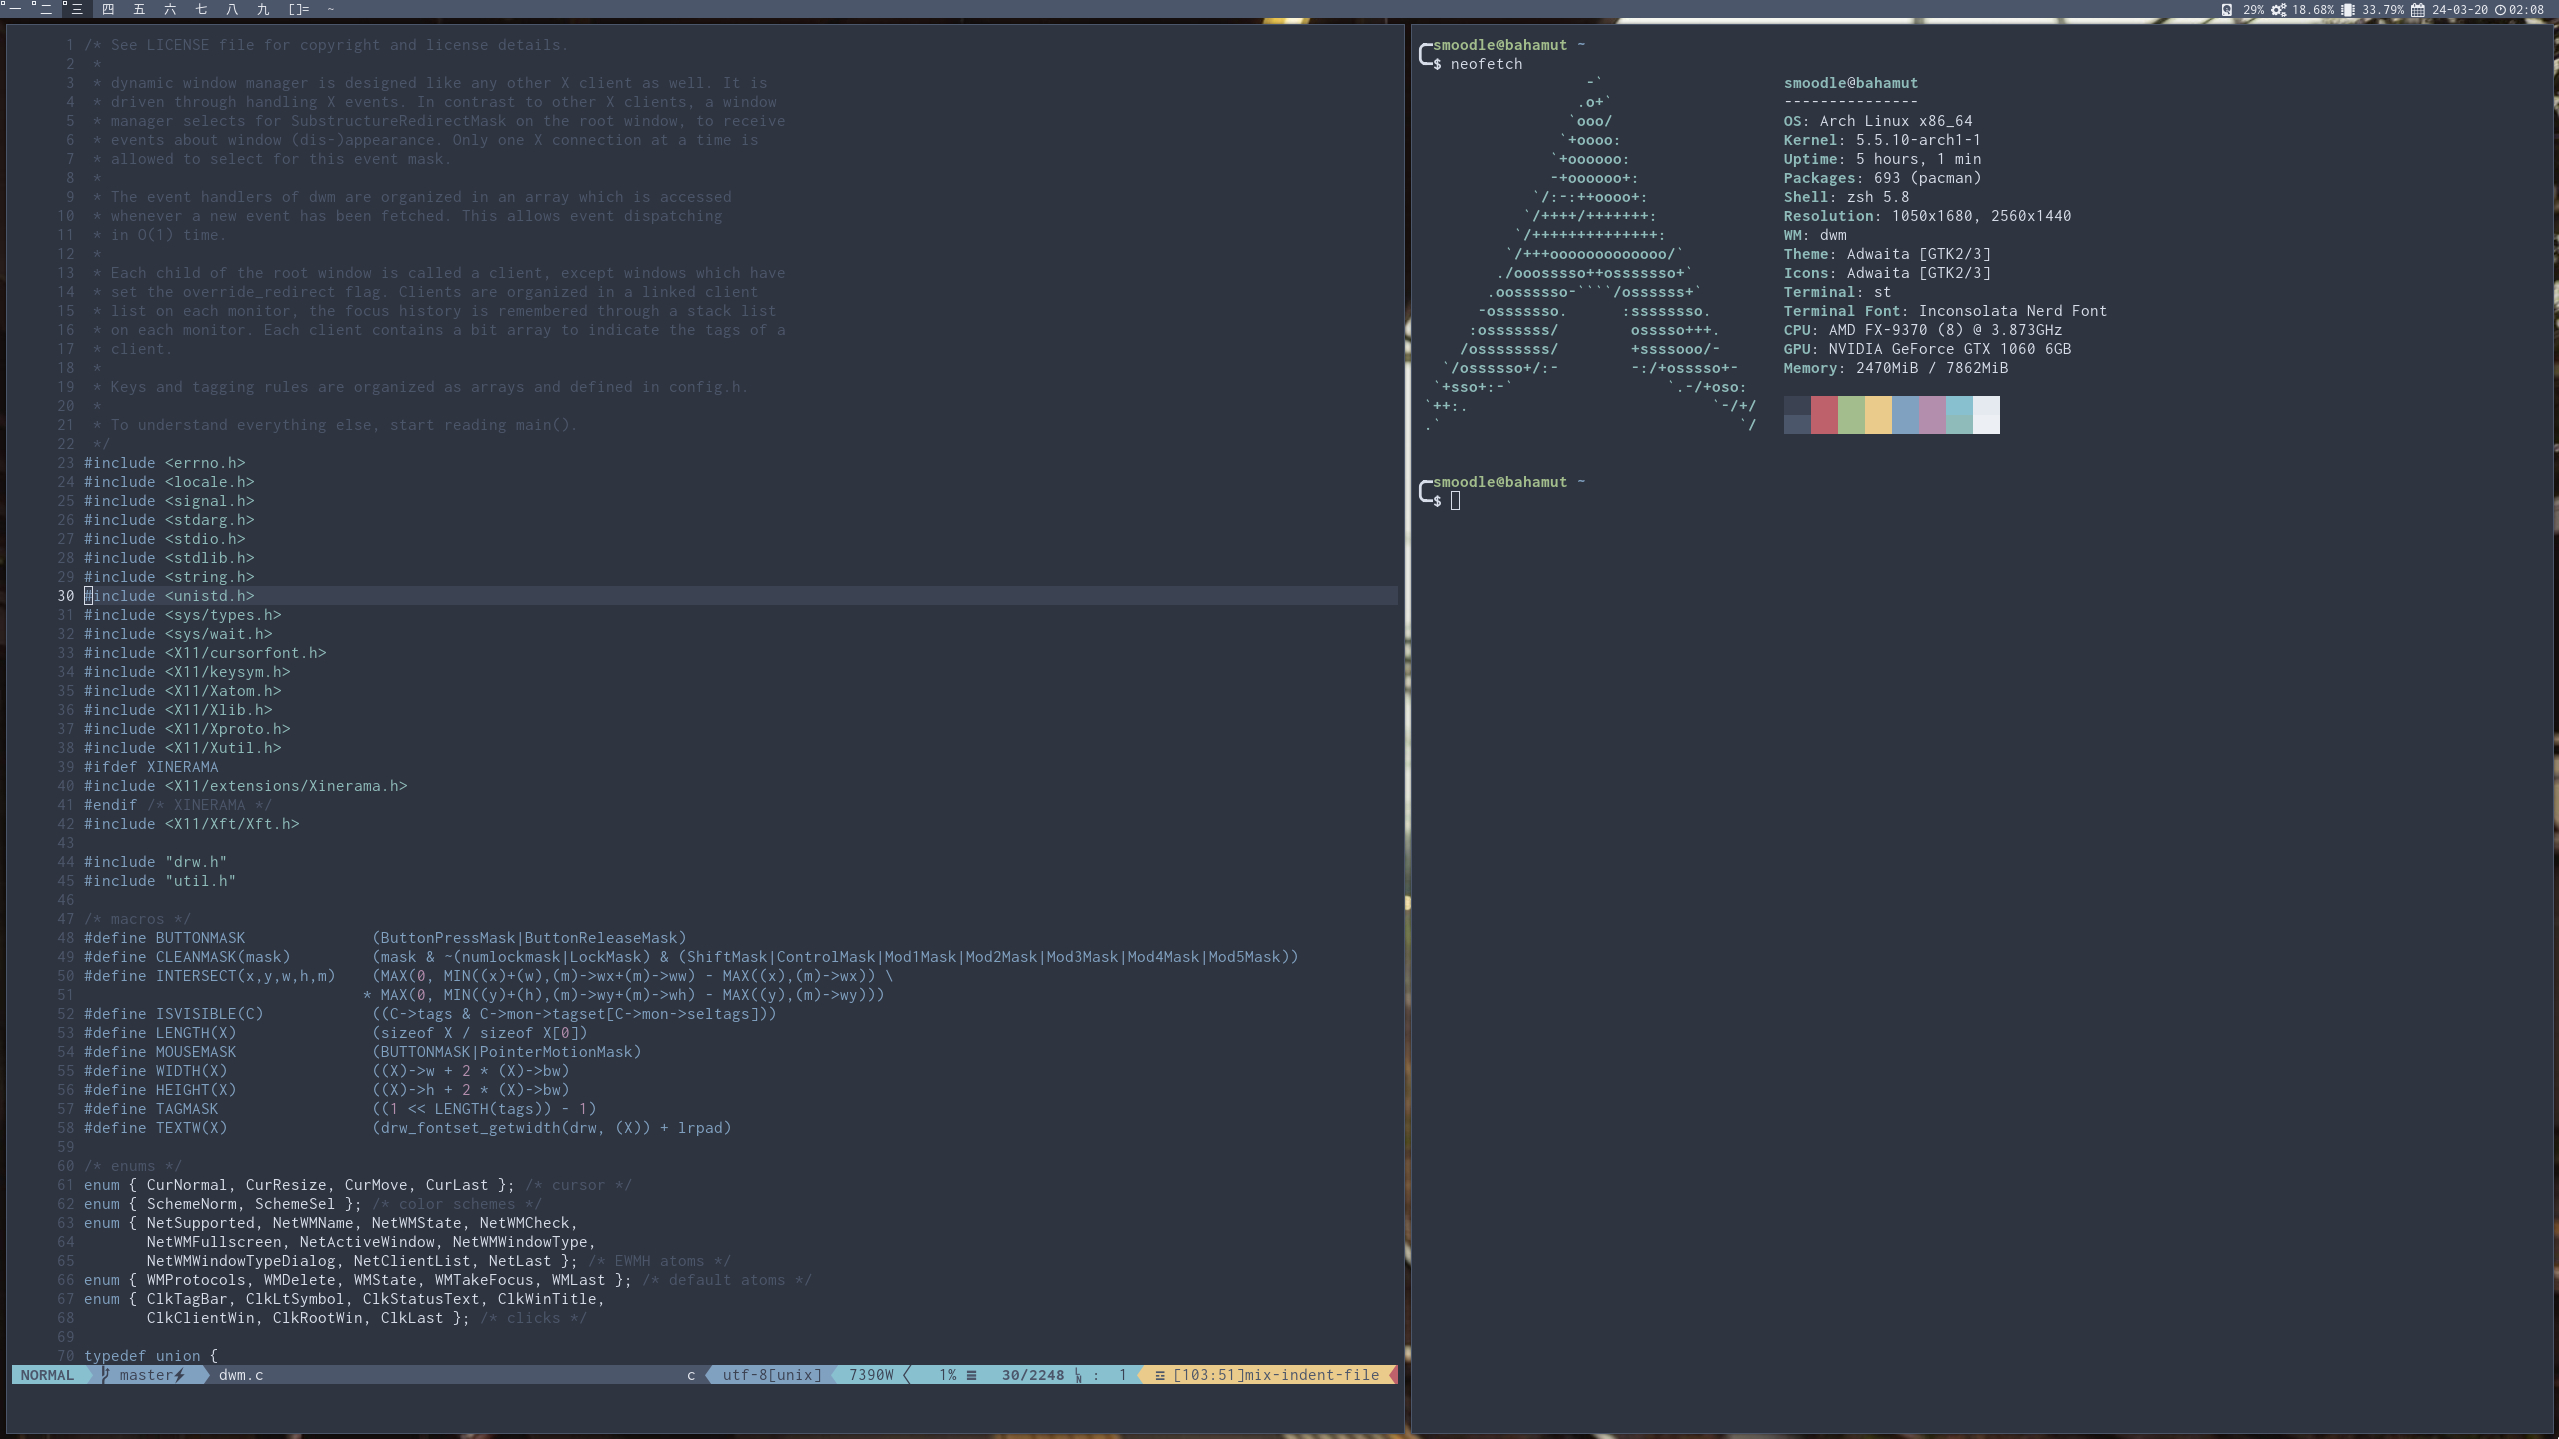 一 二 三 四 五 六 七 八 九 []= ~
29% 18.68% 33.79% 24-03-20 02:08
1 /* See LICENSE file for copyright and license details.
2  *
3  * dynamic window manager is designed like any other X client as well. It is
4  * driven through handling X events. In contrast to other X clients, a window
5  * manager selects for SubstructureRedirectMask on the root window, to receive
6  * events about window (dis-)appearance. Only one X connection at a time is
7  * allowed to select for this event mask.
8  *
9  * The event handlers of dwm are organized in an array which is accessed
10  * whenever a new event has been fetched. This allows event dispatching
11  * in O(1) time.
12  *
13  * Each child of the root window is called a client, except windows which have
14  * set the override_redirect flag. Clients are organized in a linked client
15  * list on each monitor, the focus history is remembered through a stack list
16  * on each monitor. Each client contains a bit array to indicate the tags of a
17  * client.
18  *
19  * Keys and tagging rules are organized as arrays and defined in config.h.
20  *
21  * To understand everything else, start reading main().
22  */
23 #include <errno.h>
24 #include <locale.h>
25 #include <signal.h>
26 #include <stdarg.h>
27 #include <stdio.h>
28 #include <stdlib.h>
29 #include <string.h>
30 #include <unistd.h>
31 #include <sys/types.h>
32 #include <sys/wait.h>
33 #include <X11/cursorfont.h>
34 #include <X11/keysym.h>
35 #include <X11/Xatom.h>
36 #include <X11/Xlib.h>
37 #include <X11/Xproto.h>
38 #include <X11/Xutil.h>
39 #ifdef XINERAMA
40 #include <X11/extensions/Xinerama.h>
41 #endif /* XINERAMA */
42 #include <X11/Xft/Xft.h>
43
44 #include "drw.h"
45 #include "util.h"
46
47 /* macros */
48 #define BUTTONMASK              (ButtonPressMask|ButtonReleaseMask)
49 #define CLEANMASK(mask)         (mask & ~(numlockmask|LockMask) & (ShiftMask|ControlMask|Mod1Mask|Mod2Mask|Mod3Mask|Mod4Mask|Mod5Mask))
50 #define INTERSECT(x,y,w,h,m)    (MAX(0, MIN((x)+(w),(m)->wx+(m)->ww) - MAX((x),(m)->wx)) \
51                                * MAX(0, MIN((y)+(h),(m)->wy+(m)->wh) - MAX((y),(m)->wy)))
52 #define ISVISIBLE(C)            ((C->tags & C->mon->tagset[C->mon->seltags]))
53 #define LENGTH(X)               (sizeof X / sizeof X[0])
54 #define MOUSEMASK               (BUTTONMASK|PointerMotionMask)
55 #define WIDTH(X)                ((X)->w + 2 * (X)->bw)
56 #define HEIGHT(X)               ((X)->h + 2 * (X)->bw)
57 #define TAGMASK                 ((1 << LENGTH(tags)) - 1)
58 #define TEXTW(X)                (drw_fontset_getwidth(drw, (X)) + lrpad)
59
60 /* enums */
61 enum { CurNormal, CurResize, CurMove, CurLast }; /* cursor */
62 enum { SchemeNorm, SchemeSel }; /* color schemes */
63 enum { NetSupported, NetWMName, NetWMState, NetWMCheck,
64        NetWMFullscreen, NetActiveWindow, NetWMWindowType,
65        NetWMWindowTypeDialog, NetClientList, NetLast }; /* EWMH atoms */
66 enum { WMProtocols, WMDelete, WMState, WMTakeFocus, WMLast }; /* default atoms */
67 enum { ClkTagBar, ClkLtSymbol, ClkStatusText, ClkWinTitle,
68        ClkClientWin, ClkRootWin, ClkLast }; /* clicks */
69
70 typedef union {
NORMAL master⚡ dwm.c c utf-8[unix] 7390W 1% ≡ 30/2248 : 1 ☲ [103:51]mix-indent-file
smoodle@bahamut ~
$ neofetch
                  -`
                 .o+`
                `ooo/
               `+oooo:
              `+oooooo:
              -+oooooo+:
            `/:-:++oooo+:
           `/++++/+++++++:
          `/++++++++++++++:
         `/+++ooooooooooooo/`
        ./ooosssso++osssssso+`
       .oossssso-````/ossssss+`
      -osssssso.      :ssssssso.
     :osssssss/        osssso+++.
    /ossssssss/        +ssssooo/-
  `/ossssso+/:-        -:/+osssso+-
 `+sso+:-`                 `.-/+oso:
`++:.                           `-/+/
.`                                 `/
smoodle@bahamut
---------------
OS: Arch Linux x86_64
Kernel: 5.5.10-arch1-1
Uptime: 5 hours, 1 min
Packages: 693 (pacman)
Shell: zsh 5.8
Resolution: 1050x1680, 2560x1440
WM: dwm
Theme: Adwaita [GTK2/3]
Icons: Adwaita [GTK2/3]
Terminal: st
Terminal Font: Inconsolata Nerd Font
CPU: AMD FX-9370 (8) @ 3.873GHz
GPU: NVIDIA GeForce GTX 1060 6GB
Memory: 2470MiB / 7862MiB
smoodle@bahamut ~
$